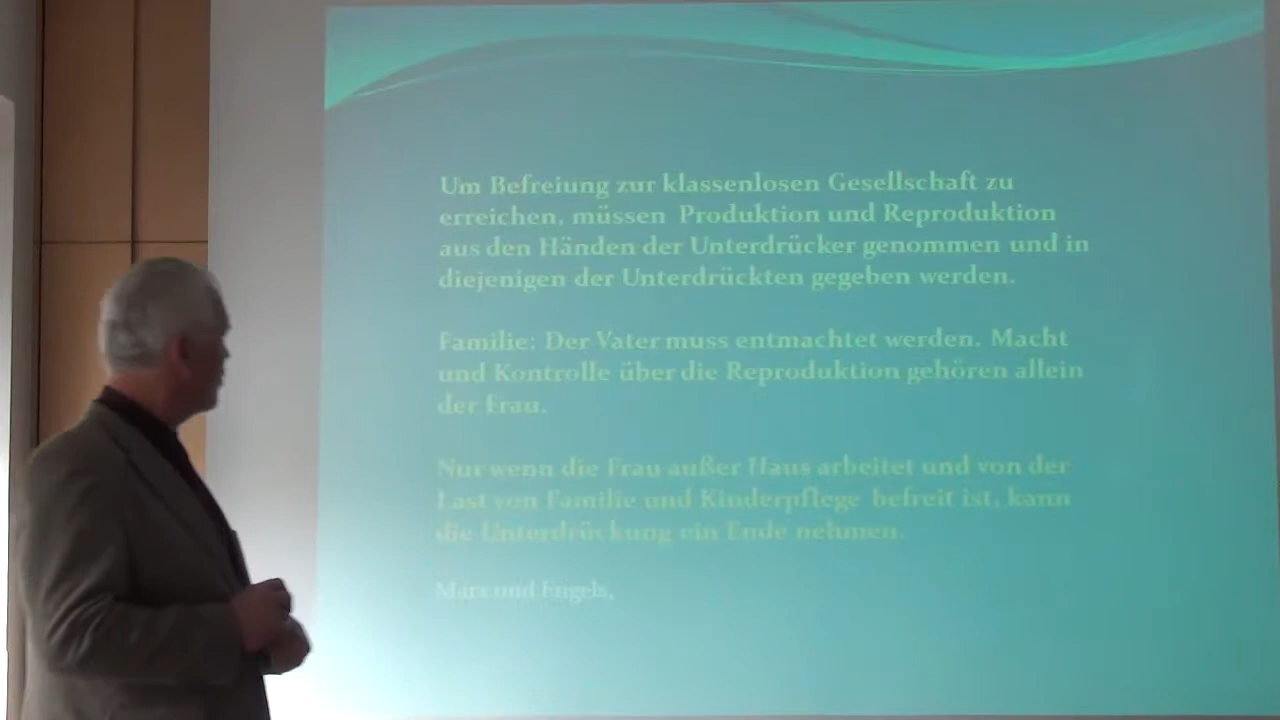 Um Befreiung zur klassenlosen Gesellschaft zu
erreichen, müssen Produktion und Reproduktion
aus den Händen der Unterdrücker genommen und in
diejenigen der Unterdrückten gegeben werden.
Familie: Der Vater muss entmachtet werden. Macht
und Kontrolle über die Reproduktion gehören allein
der Frau.
Nur wenn die Frau außer Haus arbeitet und von der
Last von Familie und Kinderpflege befreit ist, kann
die Unterdrückung ein Ende nehmen.
Marx und Engels,